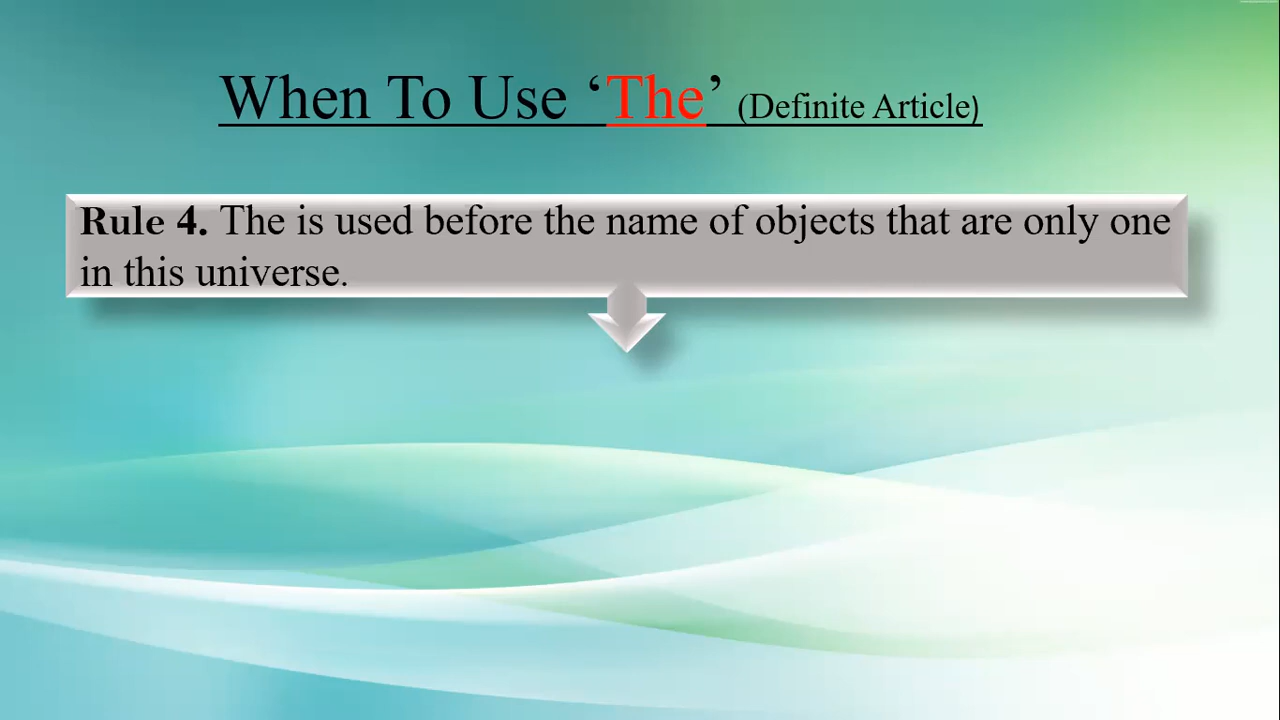 When To Use ‘The’ (Definite Article)
Rule 4. The is used before the name of objects that are only one
in this universe.